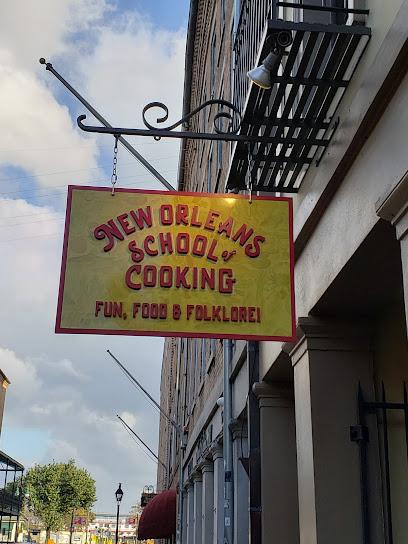 NEW ORLEANS
SCHOOL of
COOKING
FUN, FOOD & FOLKLORE!